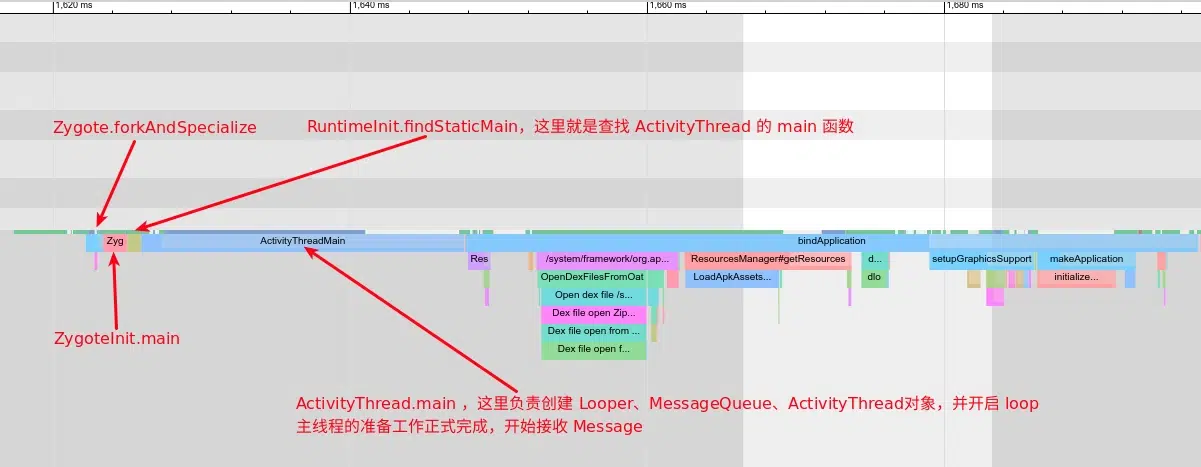 1,620 ms
1,640 ms
1,660 ms
1,680 ms
Zygote.forkAndSpecialize
RuntimeInit.findStaticMain，这里就是查找 ActivityThread 的 main 函数
Zyg
ActivityThreadMain
bindApplication
Res
/system/framework/org.ap...
ResourcesManager#getResources
d...
setupGraphicsSupport
makeApplication
OpenDexFilesFromOat
LoadApkAssets...
dlo
initialize...
Open dex file /s...
Dex file open Zip...
Dex file open from ...
Dex file open f...
ZygoteInit.main
ActivityThread.main ，这里负责创建 Looper、MessageQueue、ActivityThread对象，并开启 loop
主线程的准备工作正式完成，开始接收 Message